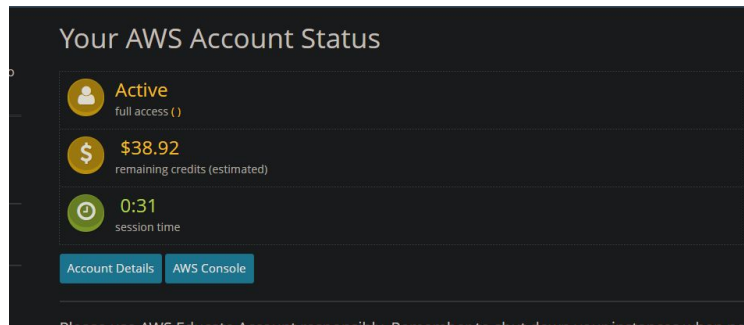 Your AWS Account Status
Active
full access ( )
$38.92
remaining credits (estimated)
0:31
session time
Account Details
AWS Console